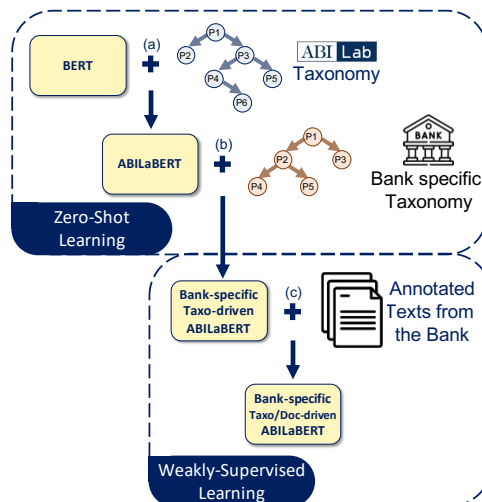 BERT
(a)
P1
P2
P3
P4
P5
P6
ABI Lab
Taxonomy
ABILaBERT
(b)
P1
P2
P3
P4
P5
BANK
Bank specific
Taxonomy
Zero-Shot
Learning
Bank-specific
Taxo-driven
ABILaBERT
(c)
Annotated
Texts from
the Bank
Bank-specific
Taxo/Doc-driven
ABILaBERT
Weakly-Supervised
Learning